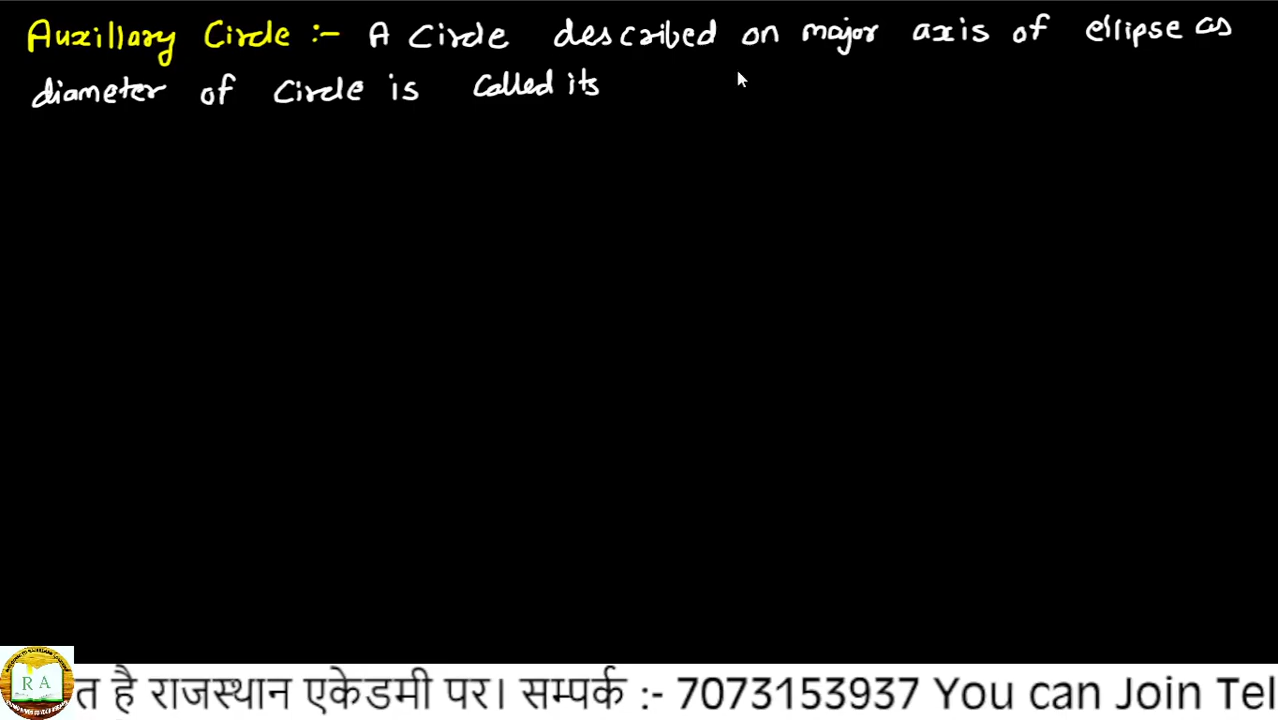 Auxillary Circle :- A Circle described on major axis of ellipse as
diameter of Circle is called its
R A
त है राजस्थान एकेडमी पर। सम्पर्क :- 7073153937 You can Join Tel